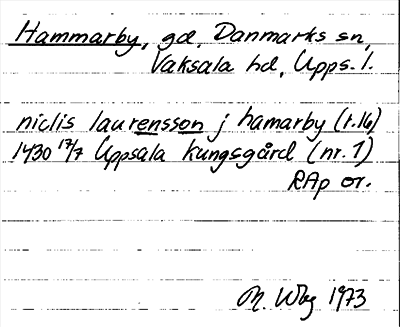 Hammarby, gd, Danmarks sn,
Vaksala hd, Upps. l.
niclis laurensson j hamarby (t.16)
1430 17/7 Uppsala kungsgård (nr. 1)
RAp or.
M. Wbg 1973